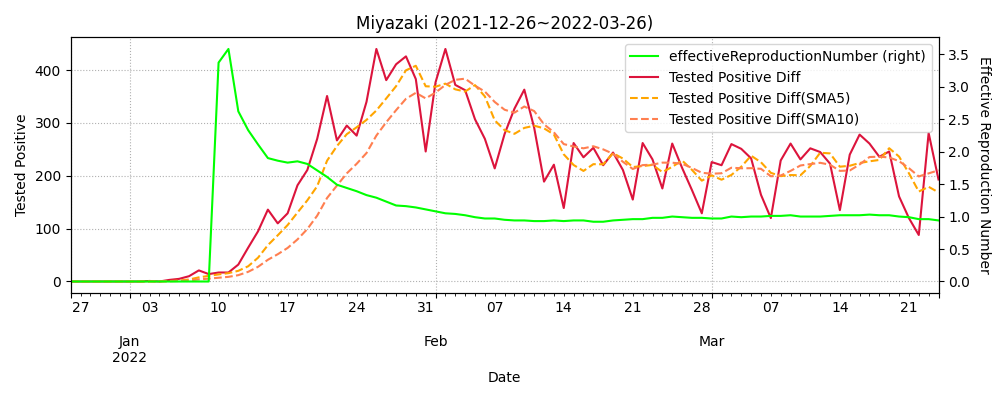 Miyazaki (2021-12-26~2022-03-26)
effectiveReproductionNumber (right)
Tested Positive Diff
Tested Positive Diff(SMA5)
Tested Positive Diff(SMA10)
Tested Positive
400
300
200
100
0
3.5
3.0
2.5
2.0
1.5
1.0
0.5
0.0
Effective Reproduction Number
27 03 10 17 24 31 07 14 21 28 07 14 21
Jan Feb Mar
2022
Date